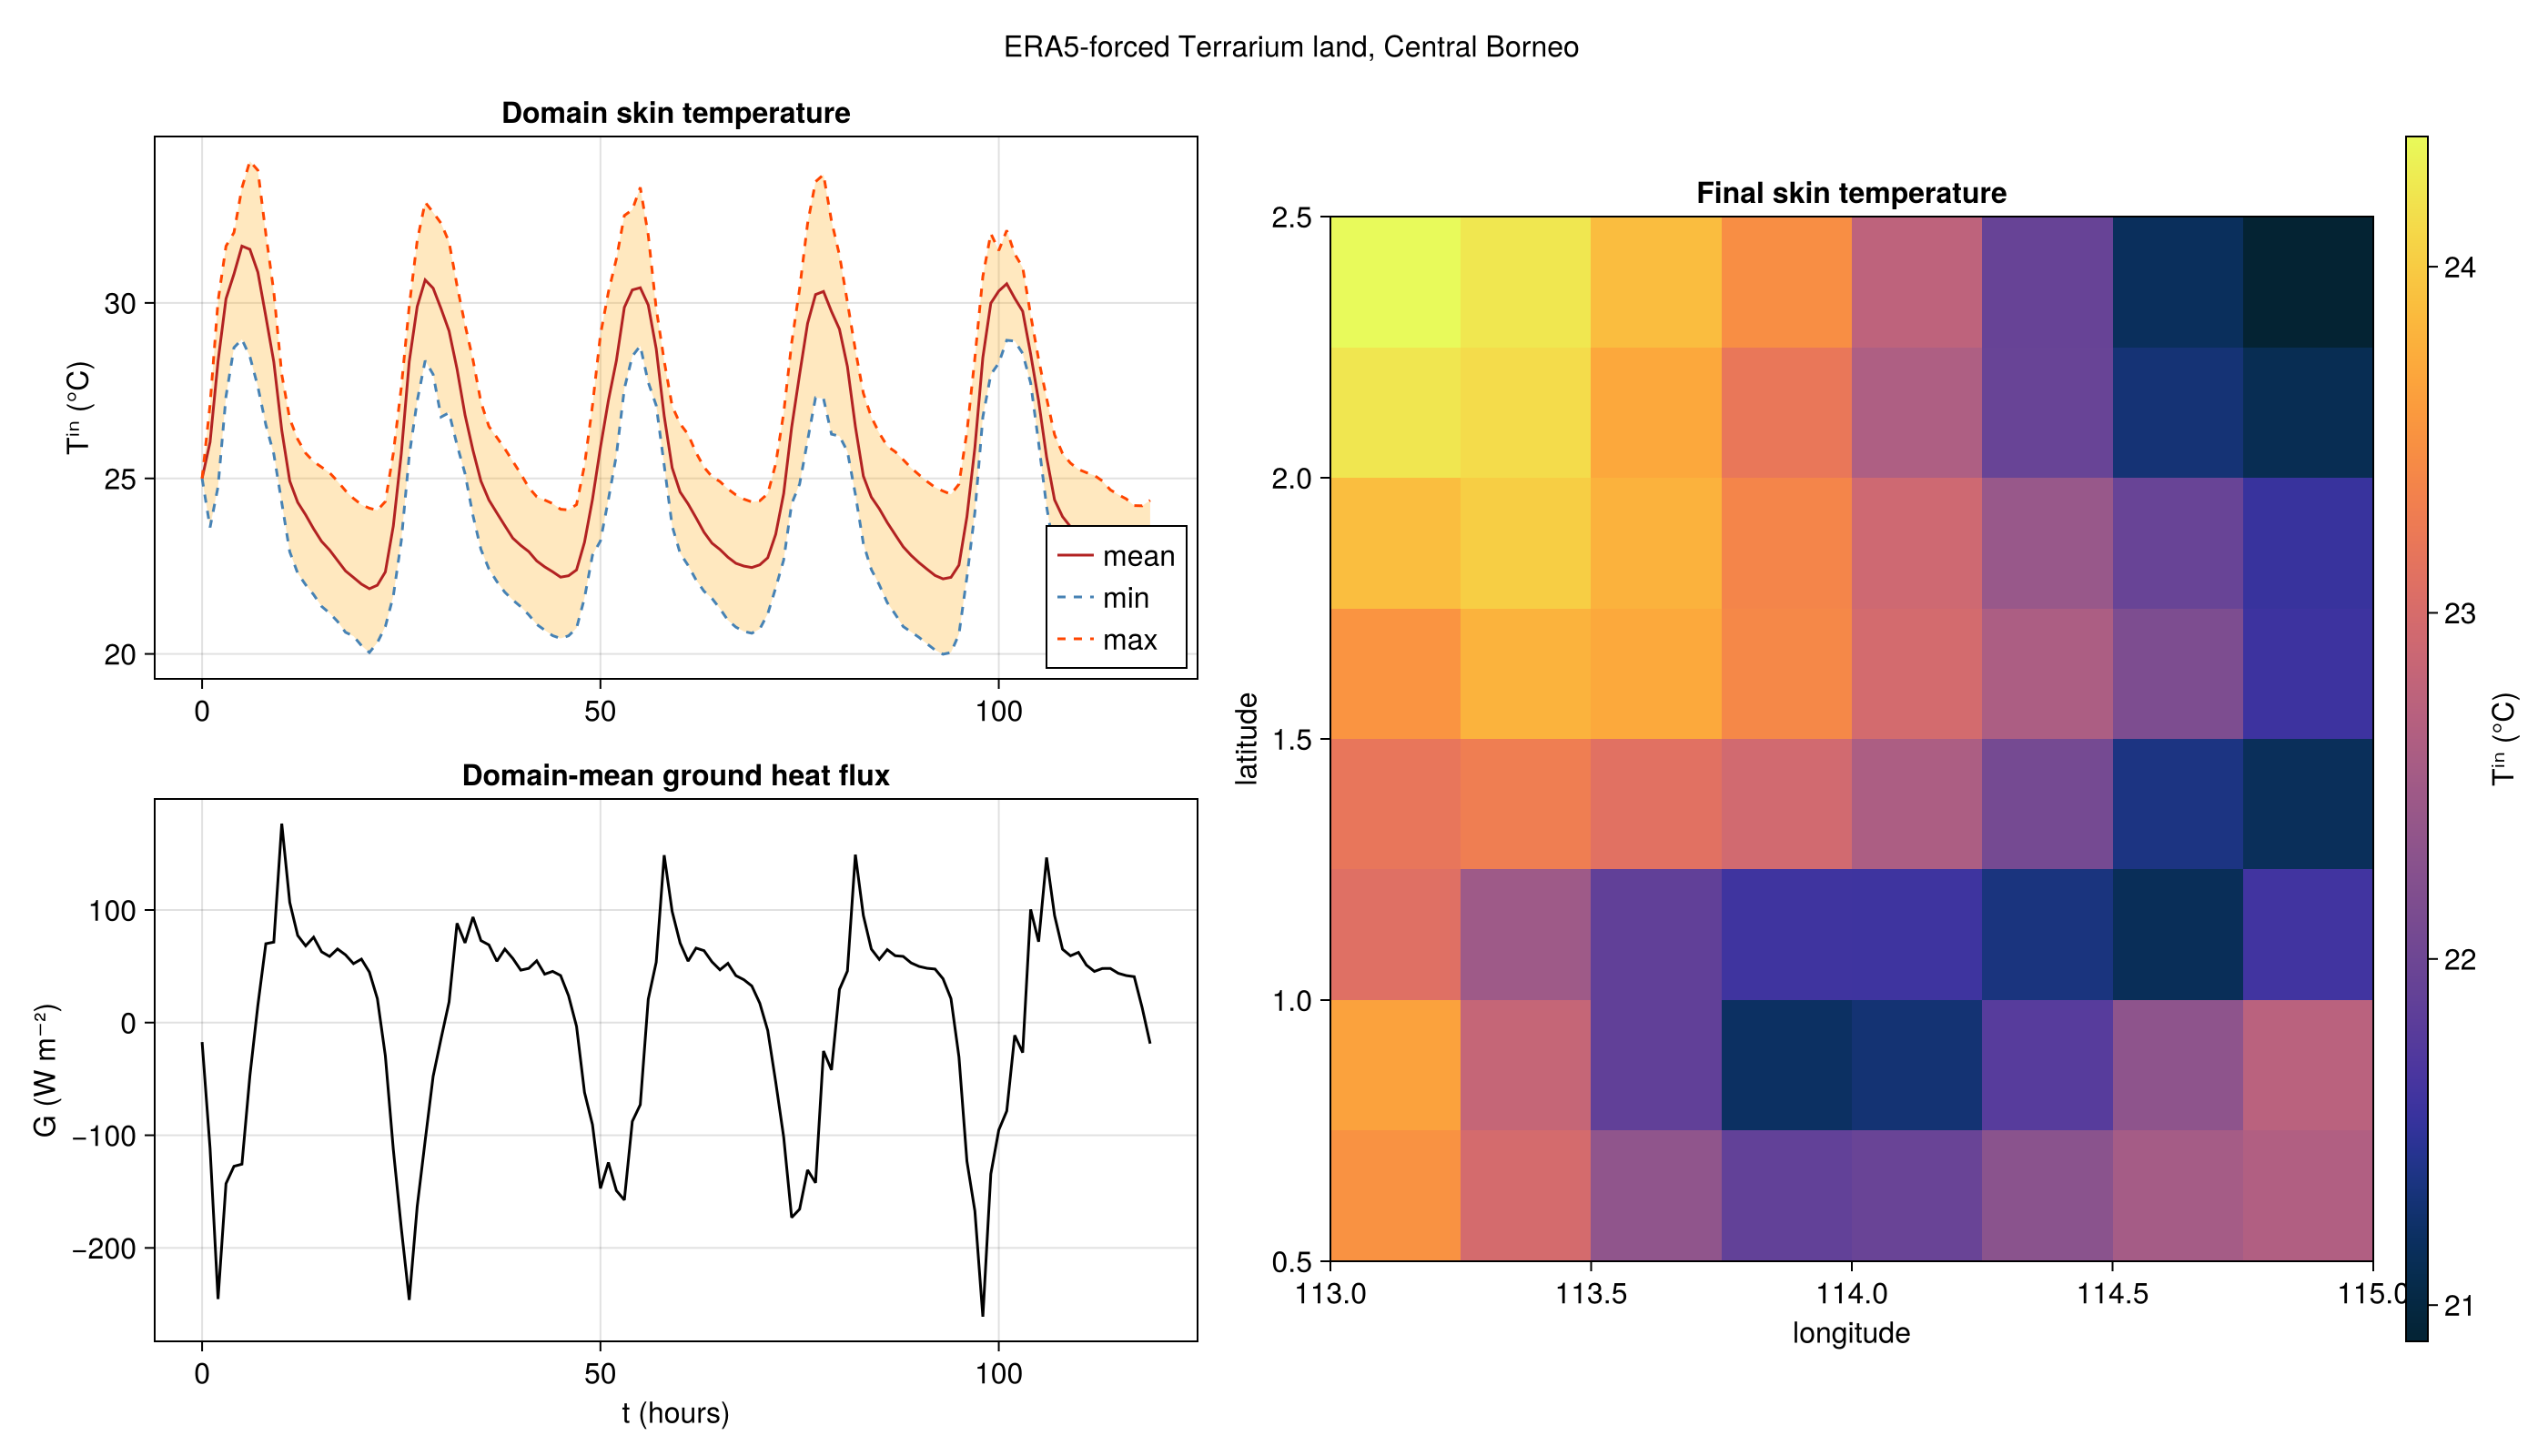 ERA5-forced Terrarium land, Central Borneo
Domain skin temperature
Tⁱⁿ (°C)
30
25
20
0
50
100
mean
min
max
Domain-mean ground heat flux
G (W m⁻²)
100
0
−100
−200
0
50
100
t (hours)
Final skin temperature
latitude
2.5
2.0
1.5
1.0
0.5
113.0
113.5
114.0
114.5
115.0
longitude
24
23
22
21
Tⁱⁿ (°C)